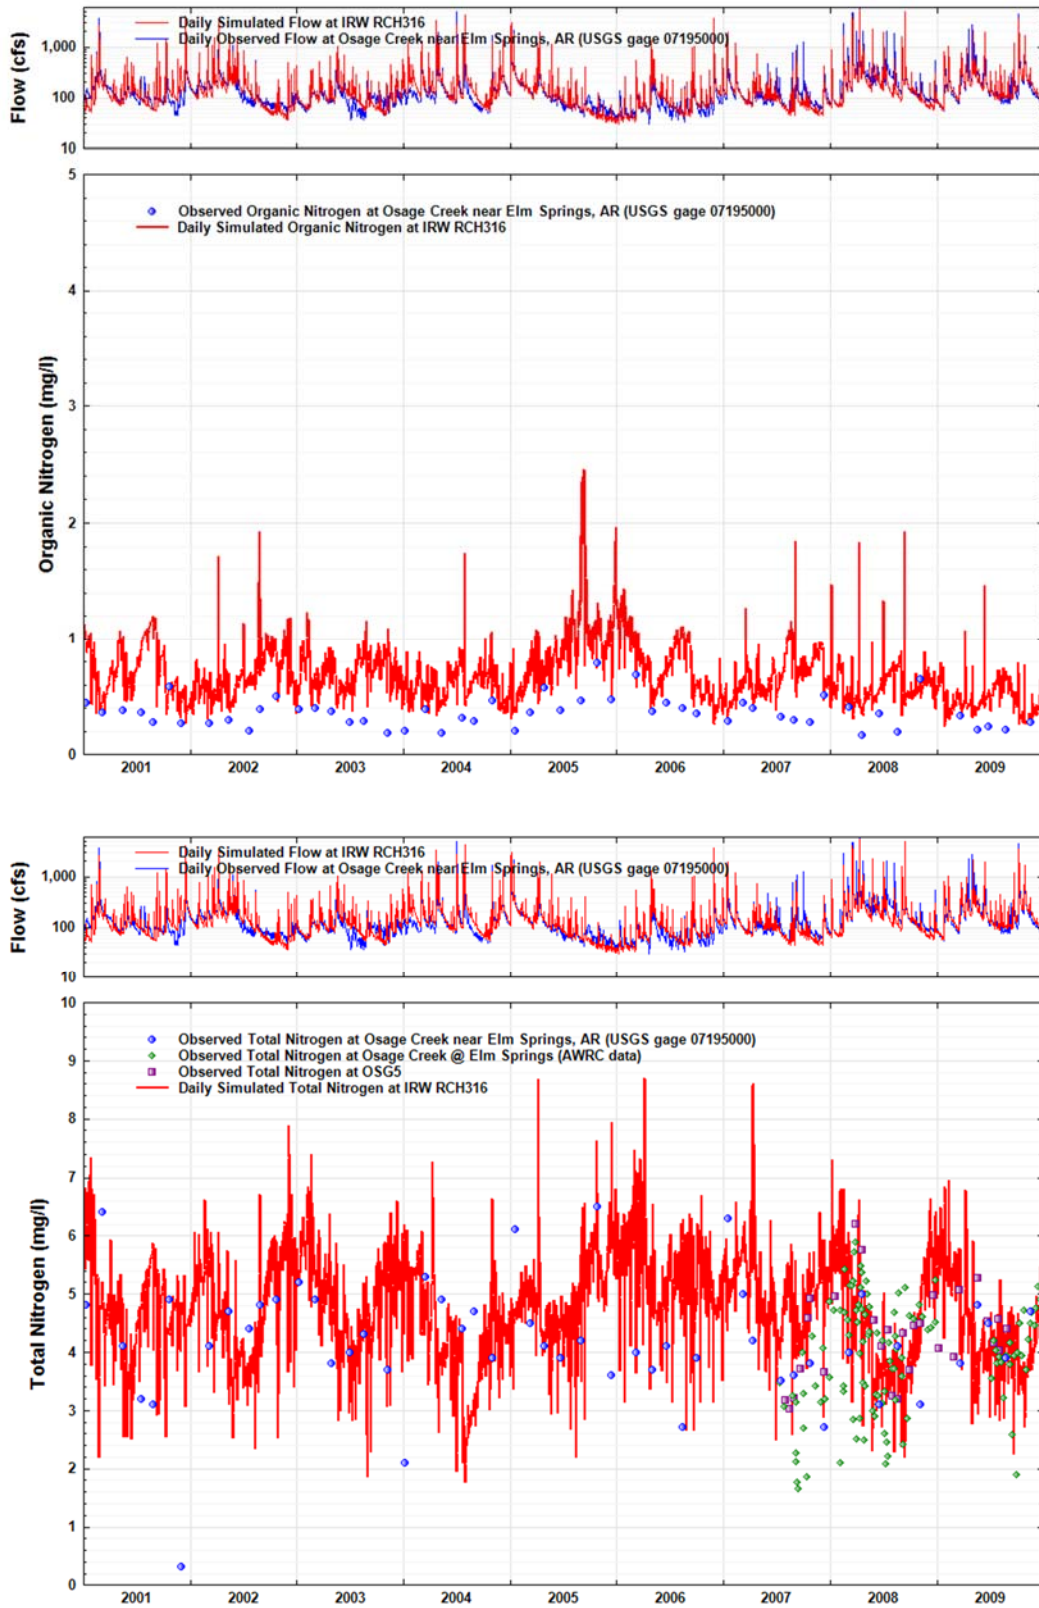 Daily Simulated Flow at IRW RCH316
Daily Observed Flow at Osage Creek near Elm Springs, AR (USGS gage 07195000)
Flow (cfs)
1,000
100
10
5
Observed Organic Nitrogen at Osage Creek near Elm Springs, AR (USGS gage 07195000)
Daily Simulated Organic Nitrogen at IRW RCH316
Organic Nitrogen (mg/l)
4
3
2
1
0
2001 2002 2003 2004 2005 2006 2007 2008 2009
Daily Simulated Flow at IRW RCH316
Daily Observed Flow at Osage Creek near Elm Springs, AR (USGS gage 07195000)
Flow (cfs)
1,000
100
10
10
Observed Total Nitrogen at Osage Creek near Elm Springs, AR (USGS gage 07195000)
Observed Total Nitrogen at Osage Creek @ Elm Springs (AWRC data)
Observed Total Nitrogen at OSG5
Daily Simulated Total Nitrogen at IRW RCH316
Total Nitrogen (mg/l)
9
8
7
6
5
4
3
2
1
0
2001 2002 2003 2004 2005 2006 2007 2008 2009